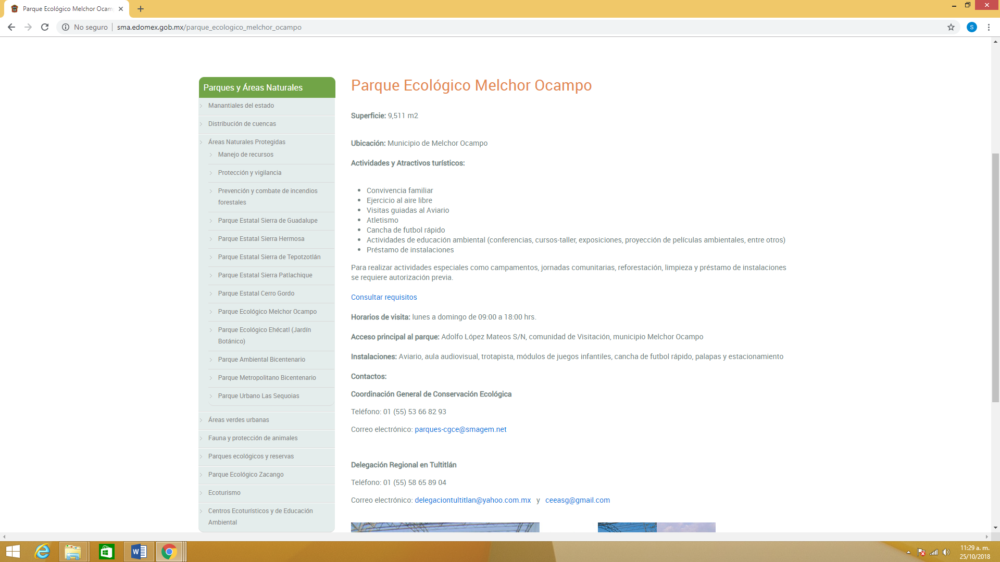 Parque Ecológico Melchor Ocam
No seguro
sma.edomex.gob.mx/parque_ecologico_melchor_ocampo
S
Parques y Áreas Naturales
Manantiales del estado
Distribución de cuencas
Áreas Naturales Protegidas
Manejo de recursos
Protección y vigilancia
Prevención y combate de incendios
forestales
Parque Estatal Sierra de Guadalupe
Parque Estatal Sierra Hermosa
Parque Estatal Sierra de Tepotzotlán
Parque Estatal Sierra Patlachique
Parque Estatal Cerro Gordo
Parque Ecológico Melchor Ocampo
Parque Ecológico Ehécatl (Jardín
Botánico)
Parque Ambiental Bicentenario
Parque Metropolitano Bicentenario
Parque Urbano Las Sequoias
Áreas verdes urbanas
Fauna y protección de animales
Parques ecológicos y reservas
Parque Ecológico Zacango
Ecoturismo
Centros Ecoturísticos y de Educación
Ambiental
Parque Ecológico Melchor Ocampo
Superficie: 9,511 m2
Ubicación: Municipio de Melchor Ocampo
Actividades y Atractivos turísticos:
• Convivencia familiar
• Ejercicio al aire libre
• Visitas guiadas al Aviario
• Atletismo
• Cancha de futbol rápido
• Actividades de educación ambiental (conferencias, cursos-taller, exposiciones, proyección de películas ambientales, entre otros)
• Préstamo de instalaciones
Para realizar actividades especiales como campamentos, jornadas comunitarias, reforestación, limpieza y préstamo de instalaciones
se requiere autorización previa.
Consultar requisitos
Horarios de visita: lunes a domingo de 09:00 a 18:00 hrs.
Acceso principal al parque: Adolfo López Mateos S/N, comunidad de Visitación, municipio Melchor Ocampo
Instalaciones: Aviario, aula audiovisual, trotapista, módulos de juegos infantiles, cancha de futbol rápido, palapas y estacionamiento
Contactos:
Coordinación General de Conservación Ecológica
Teléfono: 01 (55) 53 66 82 93
Correo electrónico: parques-cgce@smagem.net
Delegación Regional en Tultitlán
Teléfono: 01 (55) 58 65 89 04
Correo electrónico: delegaciontultitlan@yahoo.com.mx y ceeasg@gmail.com
11:29 a. m.
25/10/2018